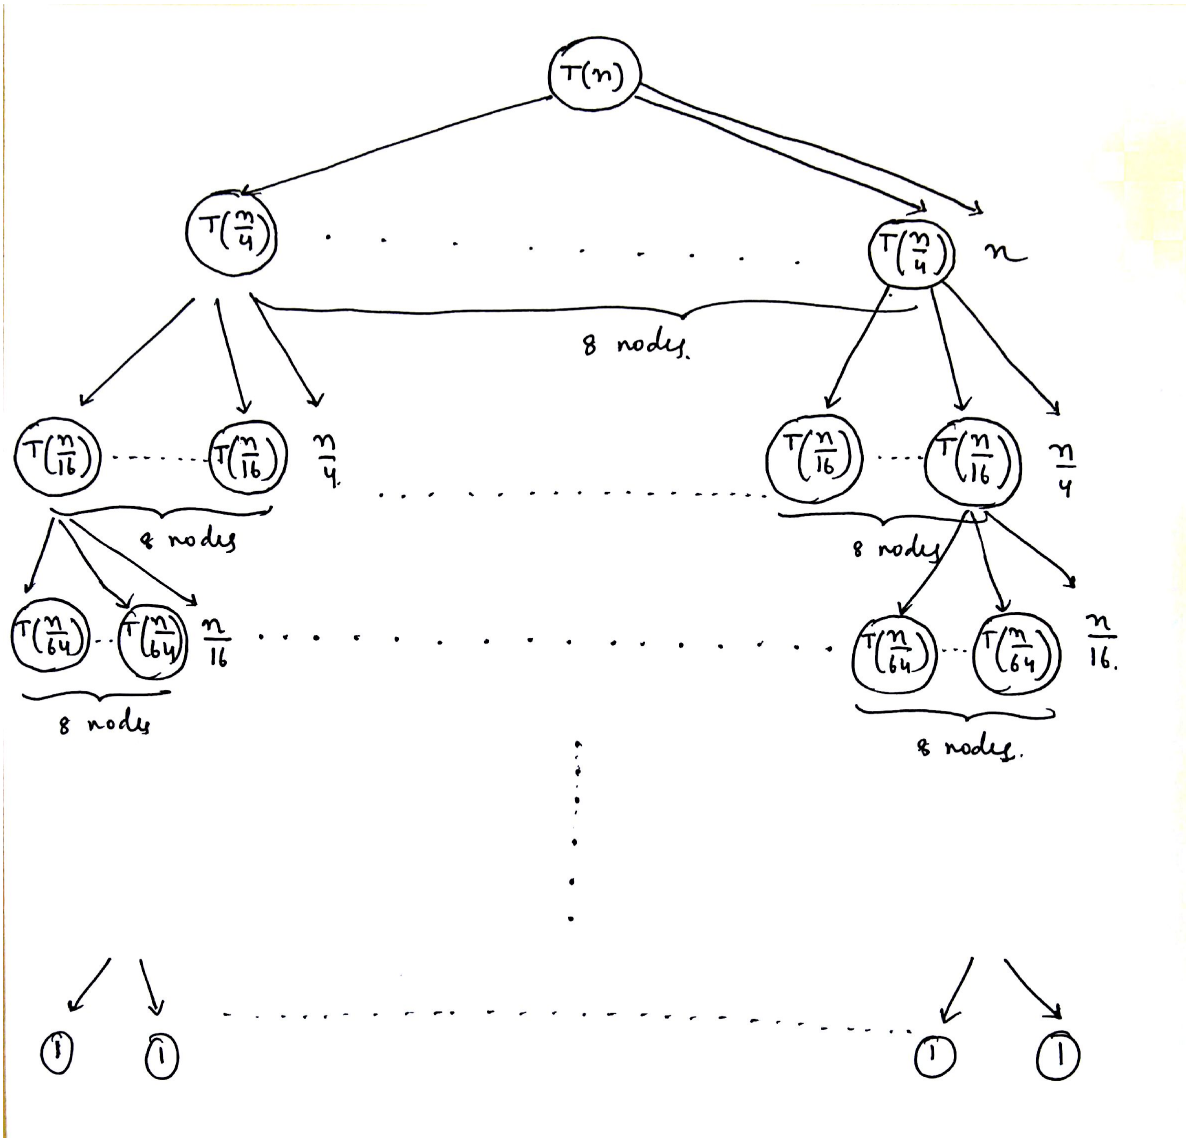 T(n)
T(n/4) T(n/4) n
8 nodes.
T(n/16) T(n/16) n/4. T(n/16) T(n/16) n/4
8 nodes 8 nodes
T(n/64) T(n/64) n/16 T(n/64) T(n/64) n/16.
8 nodes 8 nodes.
1 1 1 1